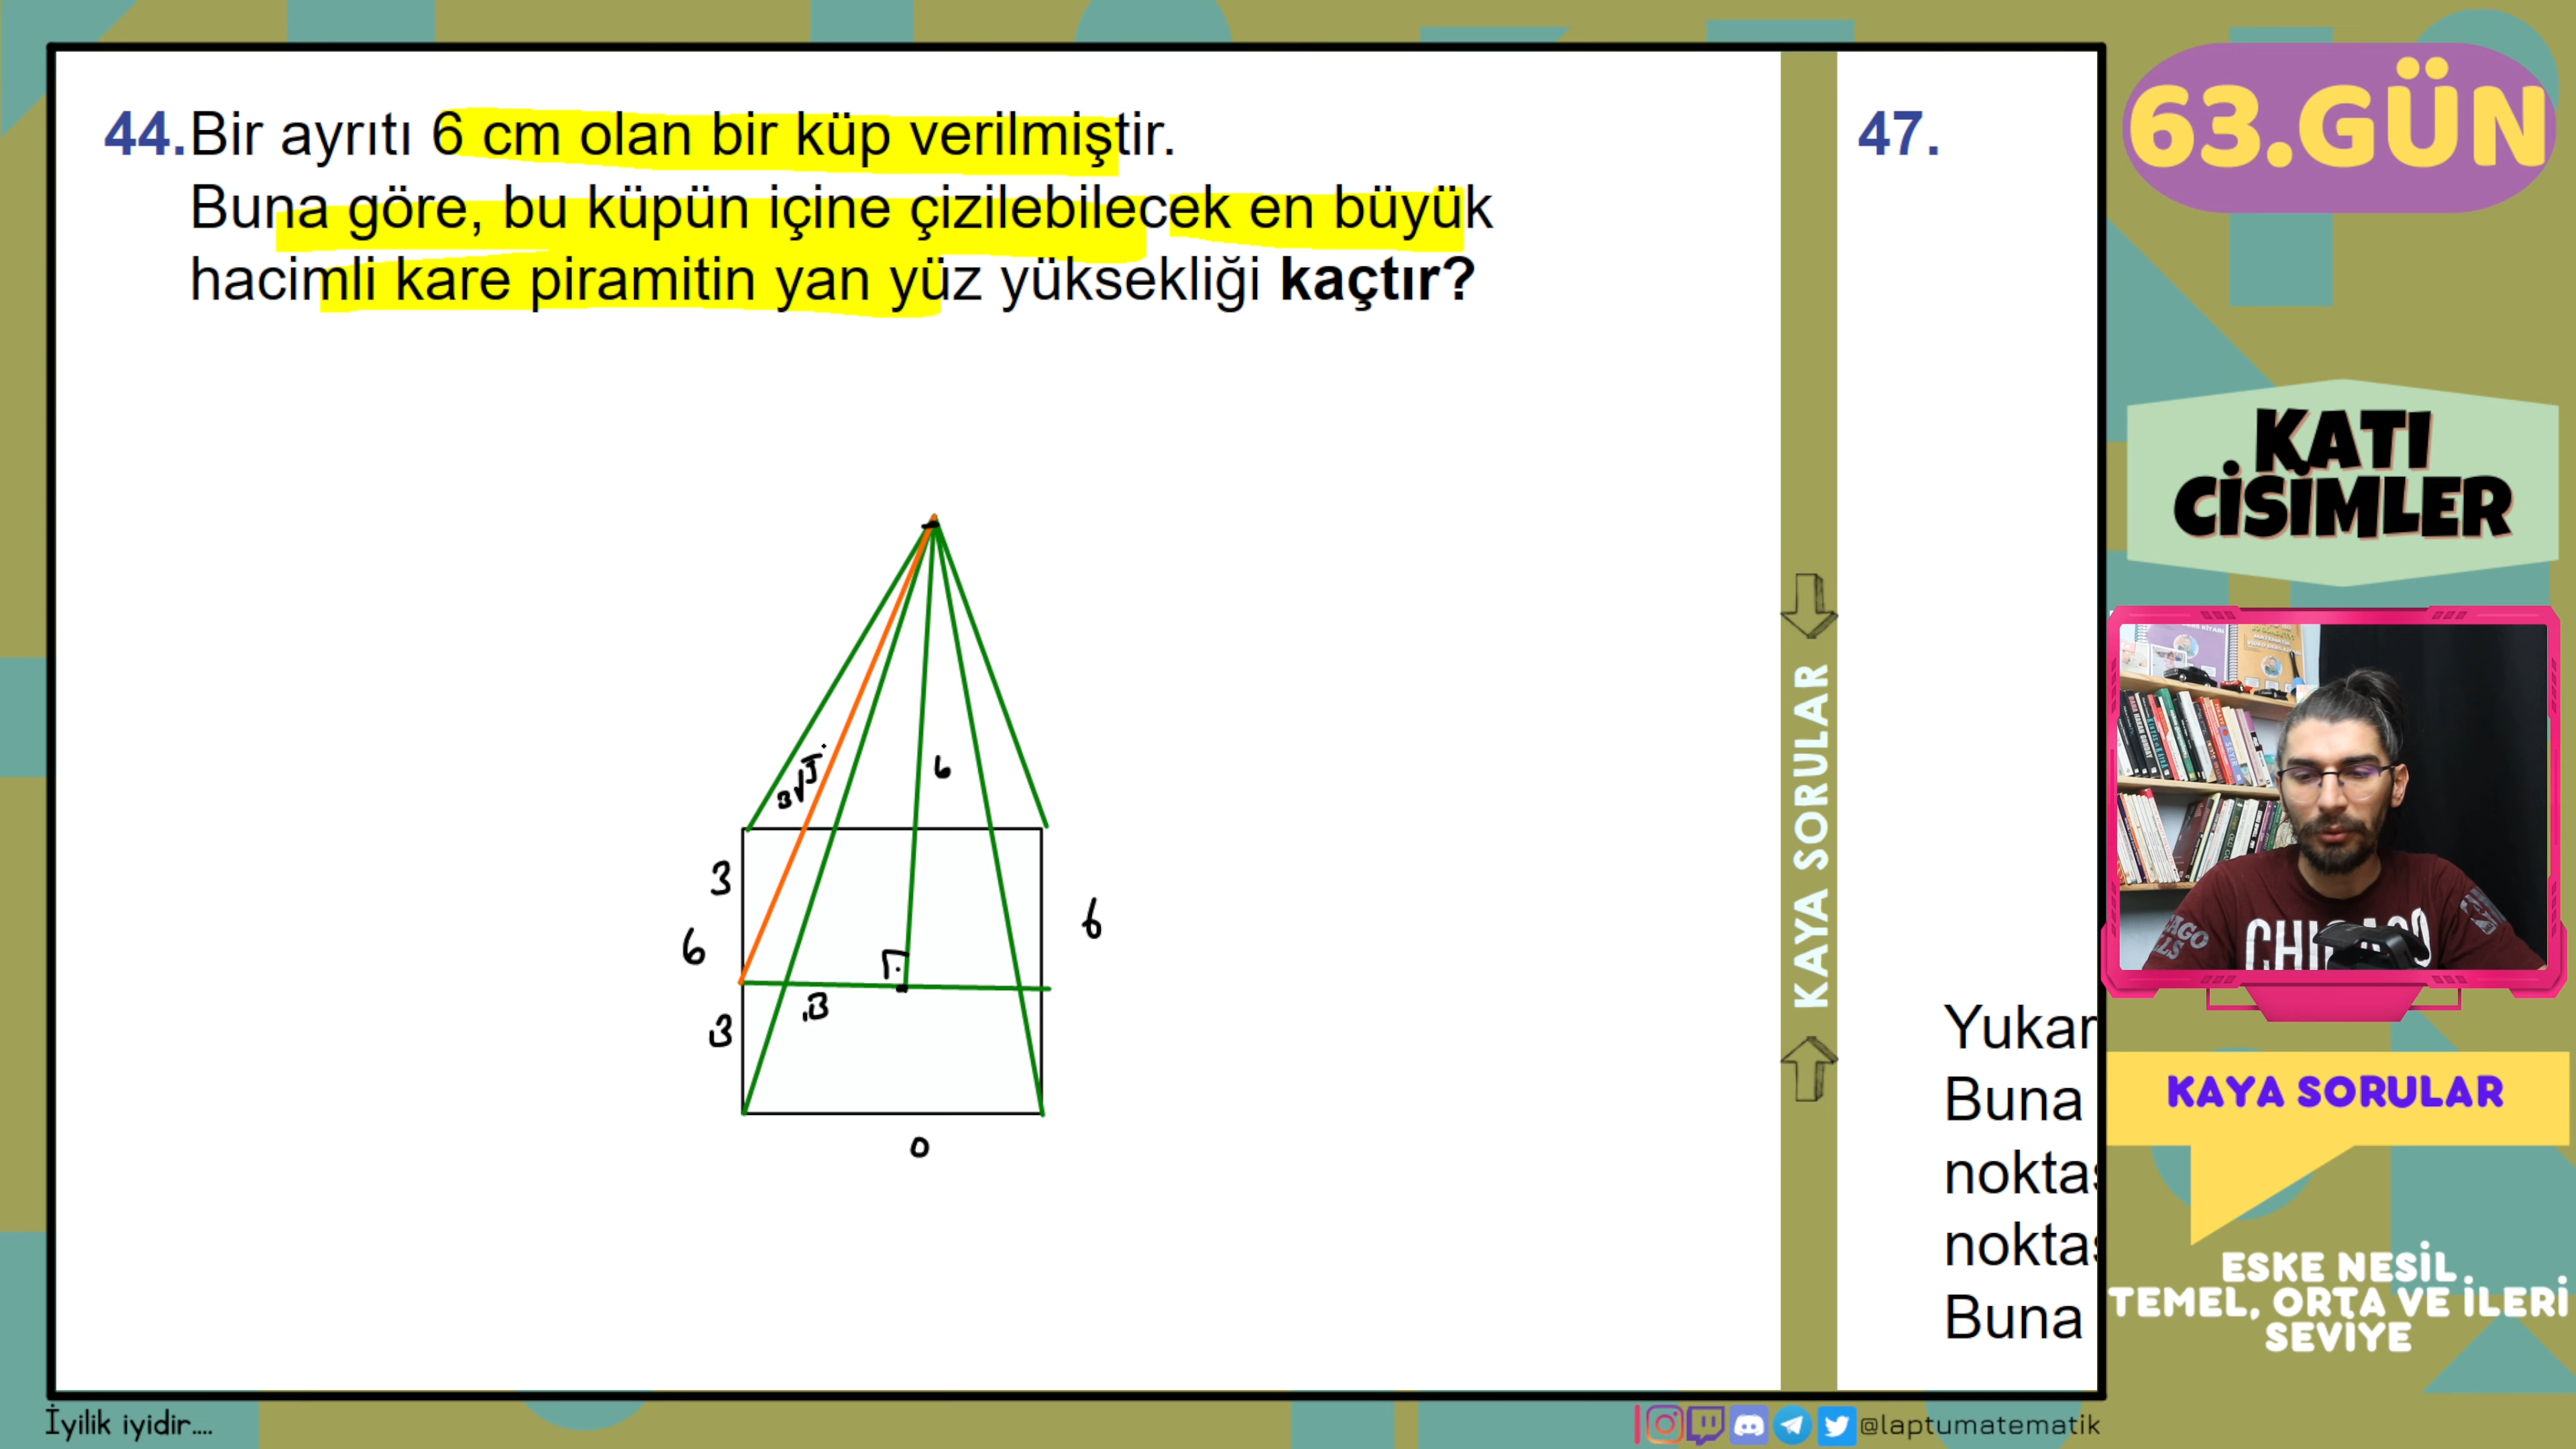 44. Bir ayrıtı 6 cm olan bir küp verilmiştir.
Buna göre, bu küpün içine çizilebilecek en büyük
hacimli kare piramitin yan yüz yüksekliği kaçtır?
3√5
6
3
6
6
3
3
KAYA SORULAR
47.
Yukar
Buna
nokta
nokta
Buna
63.GÜN
KATI
CİSİMLER
CHICAGO
KAYA SORULAR
ESKE NESİL
TEMEL, ORTA VE İLERİ
SEVİYE
İyilik iyidir....
@laptumatematik